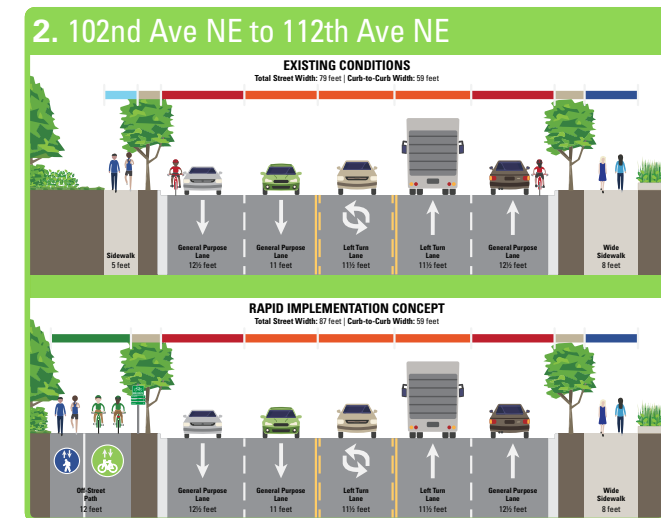 2. 102nd Ave NE to 112th Ave NE
EXISTING CONDITIONS
Total Street Width: 79 feet | Curb-to-Curb Width: 59 feet
Sidewalk
5 feet
General Purpose
Lane
12½ feet
General Purpose
Lane
11 feet
Left Turn
Lane
11½ feet
Left Turn
Lane
11½ feet
General Purpose
Lane
12½ feet
Wide
Sidewalk
8 feet
RAPID IMPLEMENTATION CONCEPT
Total Street Width: 87 feet | Curb-to-Curb Width: 59 feet
Off-Street
Path
12 feet
General Purpose
Lane
12½ feet
General Purpose
Lane
11 feet
Left Turn
Lane
11½ feet
Left Turn
Lane
11½ feet
General Purpose
Lane
12½ feet
Wide
Sidewalk
8 feet